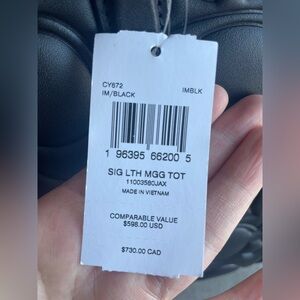 CY672
IM/BLACK IMBLK
1 96395 66200 5
SIG LTH MGG TOT
11003580JAX
MADE IN VIETNAM
COMPARABLE VALUE
$598.00 USD
$730.00 CAD